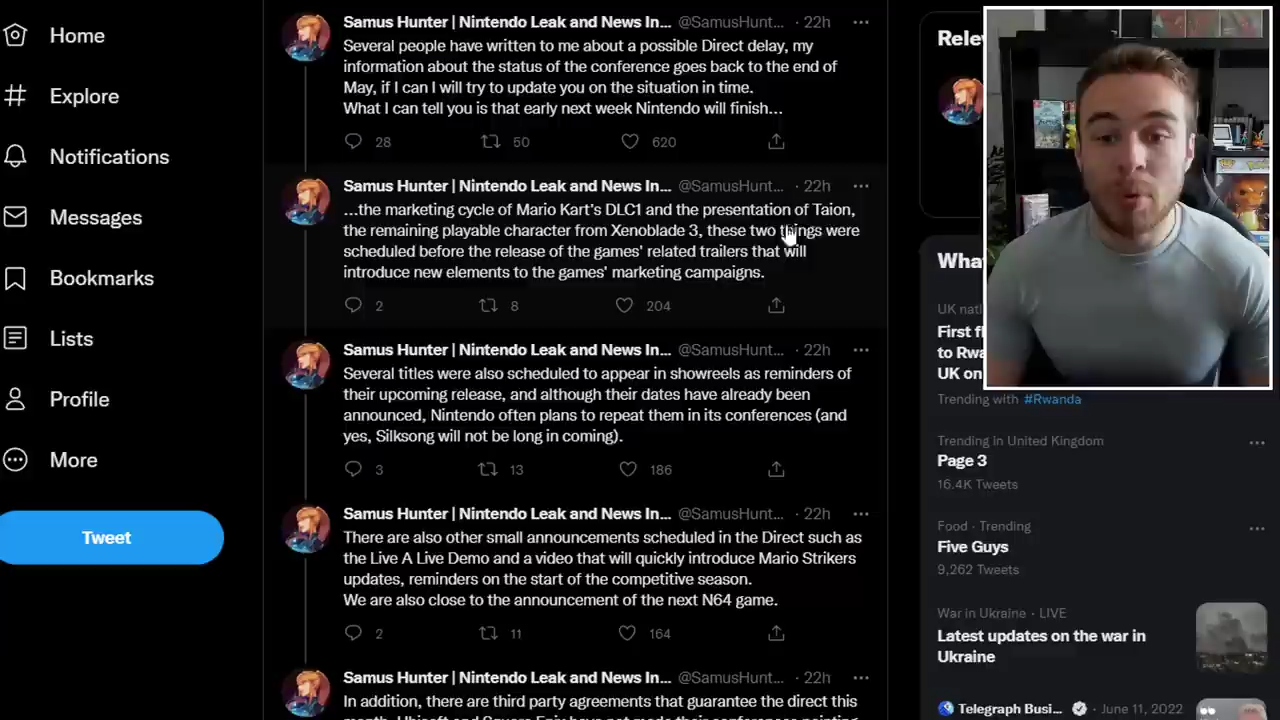 Home
Explore
Notifications
Messages
Bookmarks
Lists
Profile
More
Tweet
Samus Hunter | Nintendo Leak and News In... @SamusHunt... · 22h
Several people have written to me about a possible Direct delay, my
information about the status of the conference goes back to the end of
May, if I can I will try to update you on the situation in time.
What I can tell you is that early next week Nintendo will finish...
28 50 620
Samus Hunter | Nintendo Leak and News In... @SamusHunt... · 22h
...the marketing cycle of Mario Kart's DLC1 and the presentation of Taion,
the remaining playable character from Xenoblade 3, these two things were
scheduled before the release of the games' related trailers that will
introduce new elements to the games' marketing campaigns.
2 8 204
Samus Hunter | Nintendo Leak and News In... @SamusHunt... · 22h
Several titles were also scheduled to appear in showreels as reminders of
their upcoming release, and although their dates have already been
announced, Nintendo often plans to repeat them in its conferences (and
yes, Silksong will not be long in coming).
3 13 186
Samus Hunter | Nintendo Leak and News In... @SamusHunt... · 22h
There are also other small announcements scheduled in the Direct such as
the Live A Live Demo and a video that will quickly introduce Mario Strikers
updates, reminders on the start of the competitive season.
We are also close to the announcement of the next N64 game.
2 11 164
Samus Hunter | Nintendo Leak and News In... @SamusHunt... · 22h
In addition, there are third party agreements that guarantee the direct this
Rele
What
UK nati
First f
to Rwa
UK on
Trending with #Rwanda
Trending in United Kingdom
Page 3
16.4K Tweets
Food · Trending
Five Guys
9,262 Tweets
War in Ukraine · LIVE
Latest updates on the war in
Ukraine
Telegraph Busi... · June 11, 2022